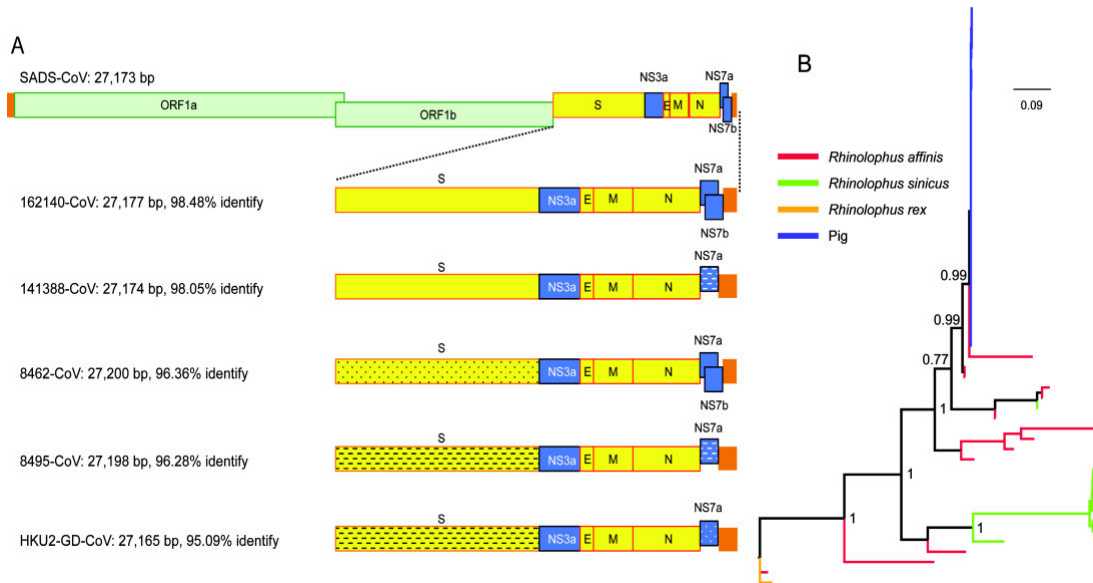 A
SADS-CoV: 27,173 bp
ORF1a
ORF1b
S
NS3a
E
M
N
NS7a
NS7b
162140-CoV: 27,177 bp, 98.48% identify
S
NS3a
E
M
N
NS7a
NS7b
141388-CoV: 27,174 bp, 98.05% identify
S
NS3a
E
M
N
NS7a
8462-CoV: 27,200 bp, 96.36% identify
S
NS3a
E
M
N
NS7a
NS7b
8495-CoV: 27,198 bp, 96.28% identify
S
NS3a
E
M
N
NS7a
HKU2-GD-CoV: 27,165 bp, 95.09% identify
S
NS3a
E
M
N
NS7a
B
0.09
Rhinolophus affinis
Rhinolophus sinicus
Rhinolophus rex
Pig
0.99
0.99
0.77
1
1
1
1